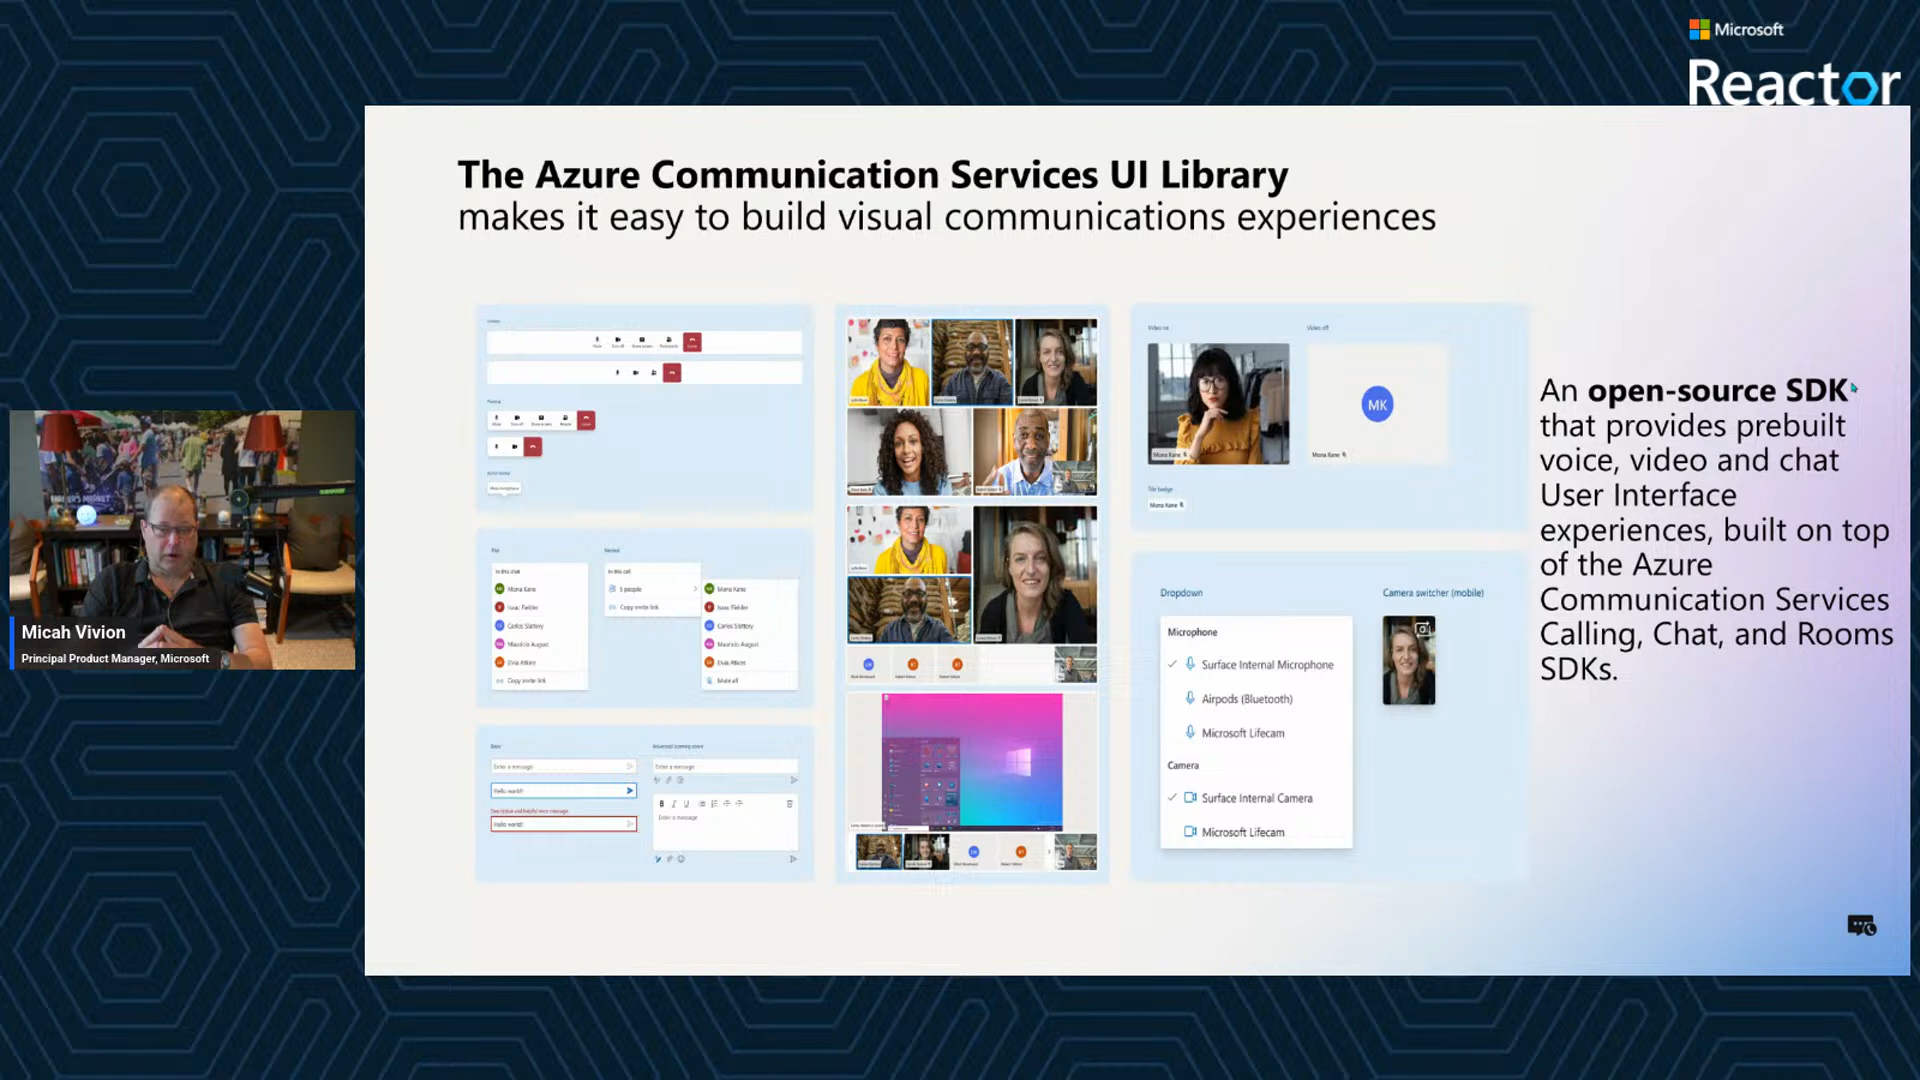 Microsoft
Reactor
The Azure Communication Services UI Library
makes it easy to build visual communications experiences
Mona Kane
Isaac Fielder
Carlos Slattery
Mauricio August
Elvia Atkins
Copy invite link
In this call
5 people
Copy invite link
Mona Kane
Isaac Fielder
Carlos Slattery
Mauricio August
Elvia Atkins
Mute all
Basic
Enter a message
Hello world!
Hello world!
Enter a message
B I U
Enter a message
Video on
Video off
MK
Mona Kane
Mona Kane
Tile badge
Mona Kane
Dropdown
Camera switcher (mobile)
Microphone
Surface Internal Microphone
Airpods (Bluetooth)
Microsoft Lifecam
Camera
Surface Internal Camera
Microsoft Lifecam
An open-source SDK
that provides prebuilt
voice, video and chat
User Interface
experiences, built on top
of the Azure
Communication Services
Calling, Chat, and Rooms
SDKs.
Micah Vivion
Principal Product Manager, Microsoft